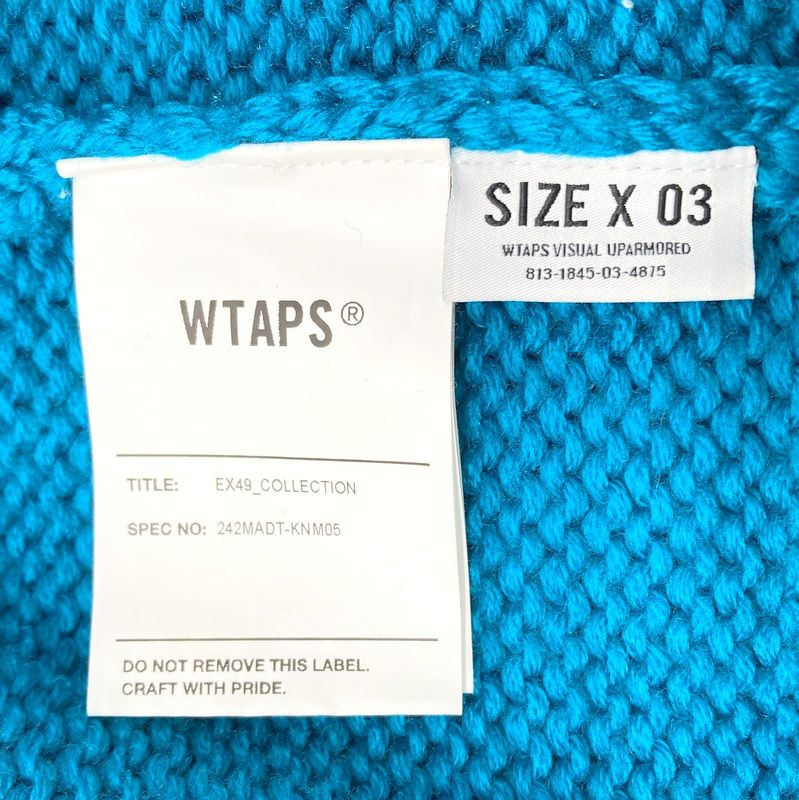 WTAPS®
TITLE: EX49_COLLECTION
SPEC NO: 242MADT-KNM05
DO NOT REMOVE THIS LABEL.
CRAFT WITH PRIDE.
SIZE X 03
WTAPS VISUAL UPARMORED
813-1845-03-4875